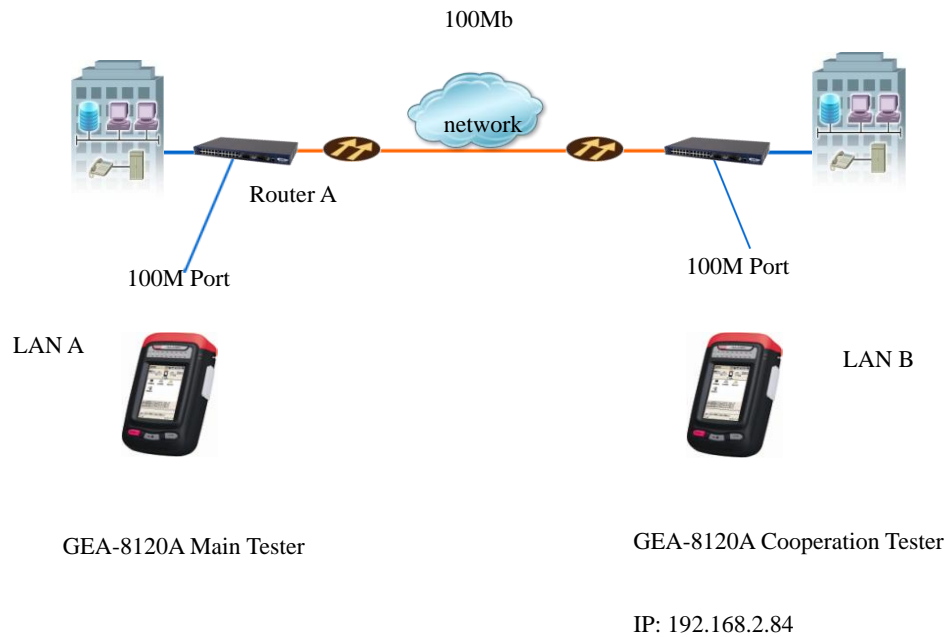 100Mb
network
Router A
100M Port
100M Port
LAN A
LAN B
GEA-8120A Main Tester
GEA-8120A Cooperation Tester
IP: 192.168.2.84